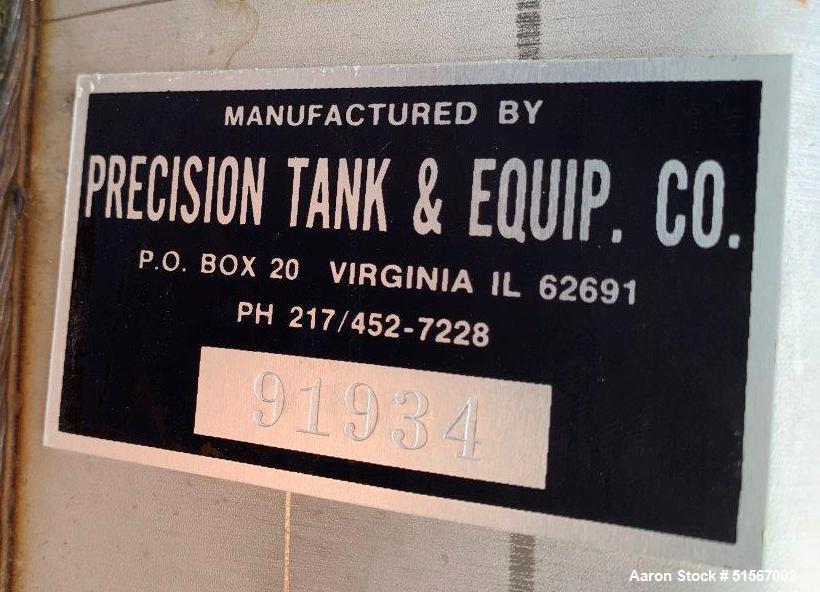 MANUFACTURED BY
PRECISION TANK & EQUIP. CO.
P.O. BOX 20 VIRGINIA IL 62691
PH 217/452-7228
91934
Aaron Stock # 51567002